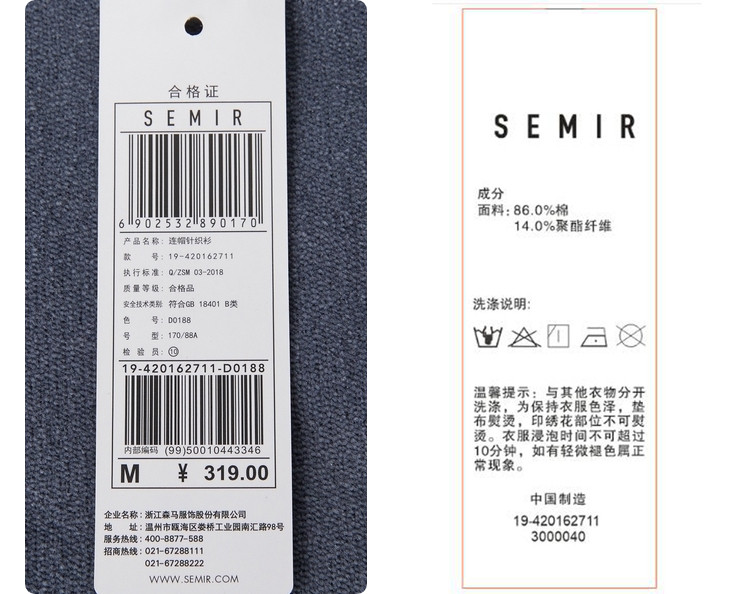 合格证
SEMIR
6 902532 890170
产品名称: 连帽针织衫
款 号: 19-420162711
执行标准: Q/ZSM 03-2018
质量等级: 合格品
安全技术类别: 符合GB 18401 B类
色 号: D0188
号 型: 170/88A
检 验 员: ⑩
19-420162711-D0188
内部编码 (99)50010443346
M ¥ 319.00
企业名称: 浙江森马服饰股份有限公司
地 址: 温州市瓯海区娄桥工业园南汇路98号
服务热线: 400-8877-588
招商热线: 021-67288111
021-67288222
WWW.SEMIR.COM
SEMIR
成分
面料: 86.0%棉
14.0%聚酯纤维
洗涤说明:
温馨提示: 与其他衣物分开
洗涤，为保持衣服色泽，垫
布熨烫，印绣花部位不可熨
烫。衣服浸泡时间不可超过
10分钟，如有轻微褪色属正
常现象。
中国制造
19-420162711
3000040